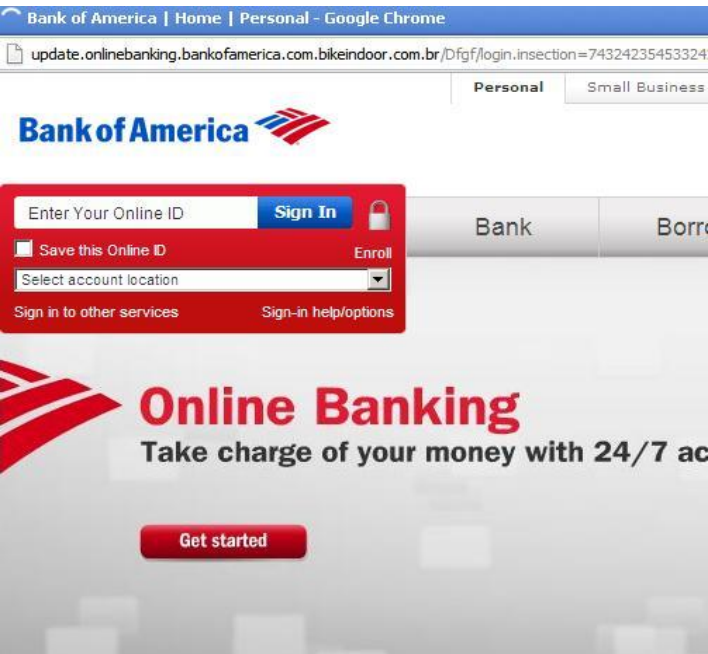 Bank of America | Home | Personal - Google Chrome
update.onlinebanking.bankofamerica.com.bikeindoor.com.br/Dfgf/login.insection=743242354533324
Personal Small Business
Bank of America
Enter Your Online ID Sign In
Save this Online ID Enroll
Select account location
Sign in to other services Sign-in help/options
Bank Borro
Online Banking
Take charge of your money with 24/7 ac
Get started